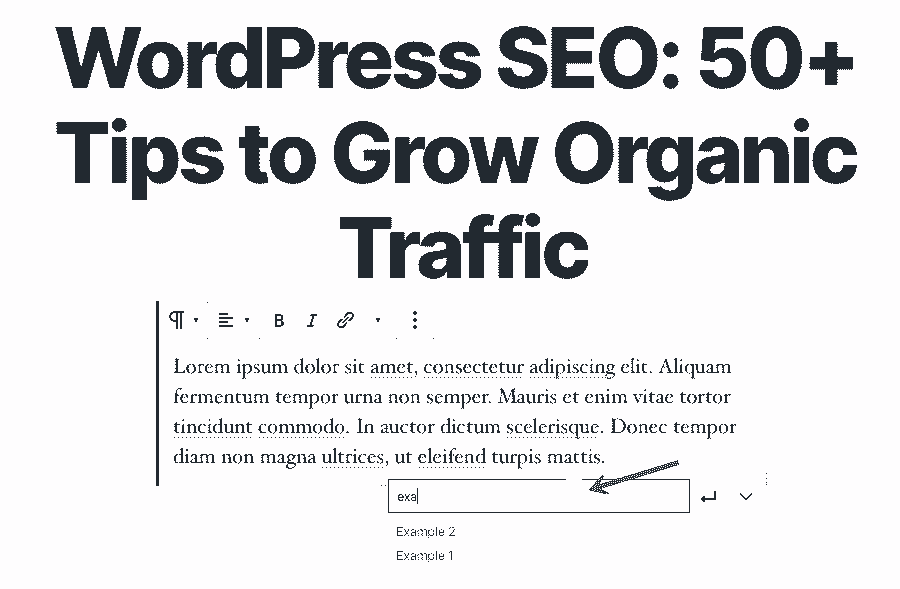 WordPress SEO: 50+
Tips to Grow Organic
Traffic
B I
Lorem ipsum dolor sit amet, consectetur adipiscing elit. Aliquam
fermentum tempor urna non semper. Mauris et enim vitae tortor
tincidunt commodo. In auctor dictum scelerisque. Donec tempor
diam non magna ultrices, ut eleifend turpis mattis.
exa
Example 2
Example 1